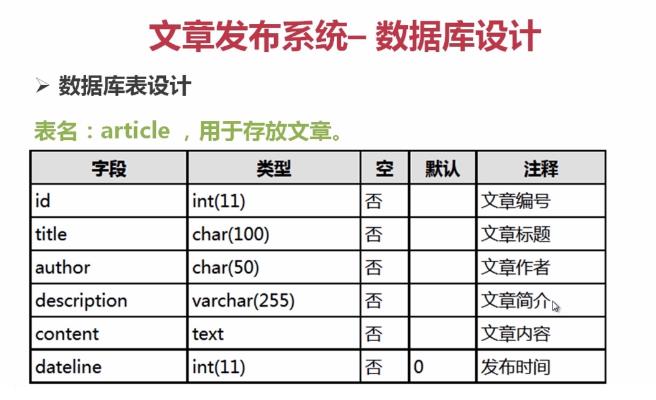 文章发布系统– 数据库设计
➢ 数据库表设计
表名：article ，用于存放文章。
字段 类型 空 默认 注释
id int(11) 否 文章编号
title char(100) 否 文章标题
author char(50) 否 文章作者
description varchar(255) 否 文章简介
content text 否 文章内容
dateline int(11) 否 0 发布时间